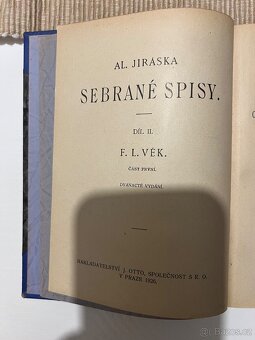 AL. JIRÁSKA
SEBRANÉ SPISY.
DÍL II.
F. L. VĚK.
ČÁST PRVNÍ.
DVANÁCTÉ VYDÁNÍ.
NAKLADATELSTVÍ J. OTTO, SPOLEČNOST S R. O.
V PRAZE 1926.